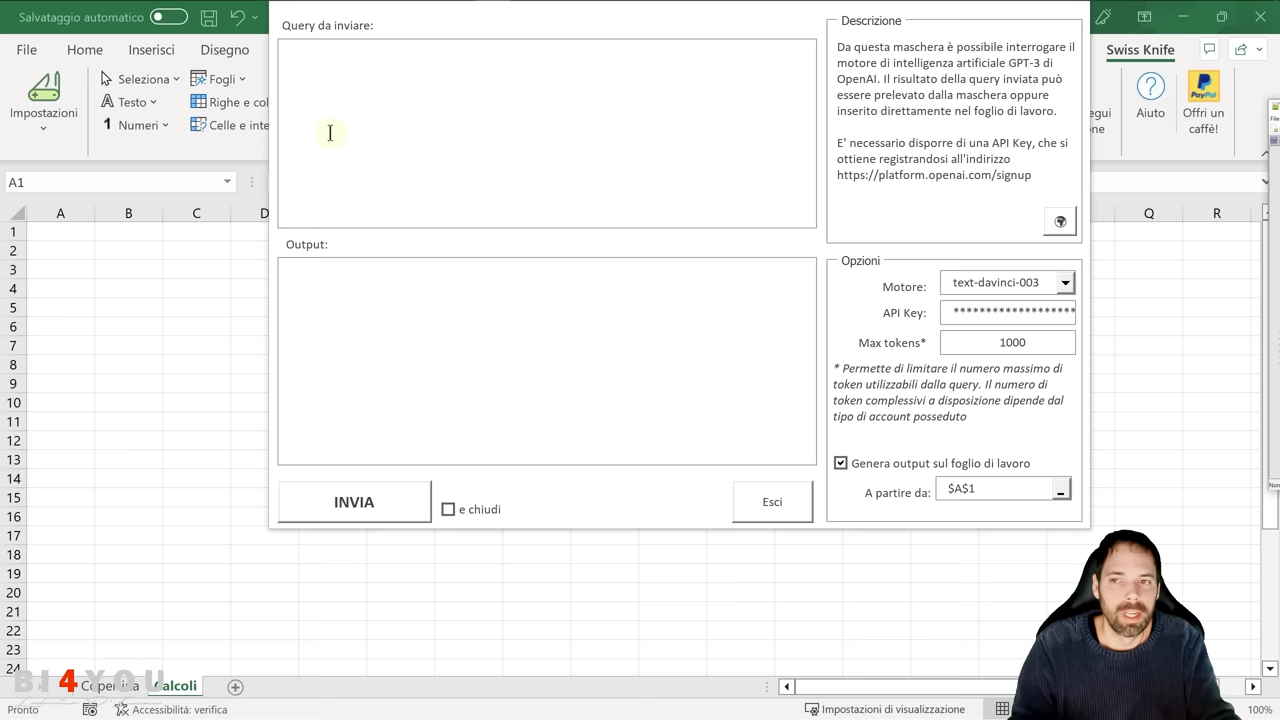 Salvataggio automatico
File
Home
Inserisci
Disegno
Swiss Knife
Impostazioni
Seleziona
Testo
Numeri
Fogli
Righe e col
Celle e inte
egui
ne
Aiuto
Offri un
caffè!
PayPal
A1
A B C D Q R
1
2
3
4
5
6
7
8
9
10
11
12
13
14
15
16
17
18
19
20
21
22
23
24
Query da inviare:
Output:
INVIA
e chiudi
Esci
Descrizione
Da questa maschera è possibile interrogare il
motore di intelligenza artificiale GPT-3 di
OpenAI. Il risultato della query inviata può
essere prelevato dalla maschera oppure
inserito direttamente nel foglio di lavoro.
E' necessario disporre di una API Key, che si
ottiene registrandosi all'indirizzo
https://platform.openai.com/signup
Opzioni
Motore: text-davinci-003
API Key: *******************
Max tokens* 1000
* Permette di limitare il numero massimo di
token utilizzabili dalla query. Il numero di
token complessivi a disposizione dipende dal
tipo di account posseduto
Genera output sul foglio di lavoro
A partire da: $A$1
BI4YOU
Calcoli
Pronto
Accessibilità: verifica
Impostazioni di visualizzazione
100%